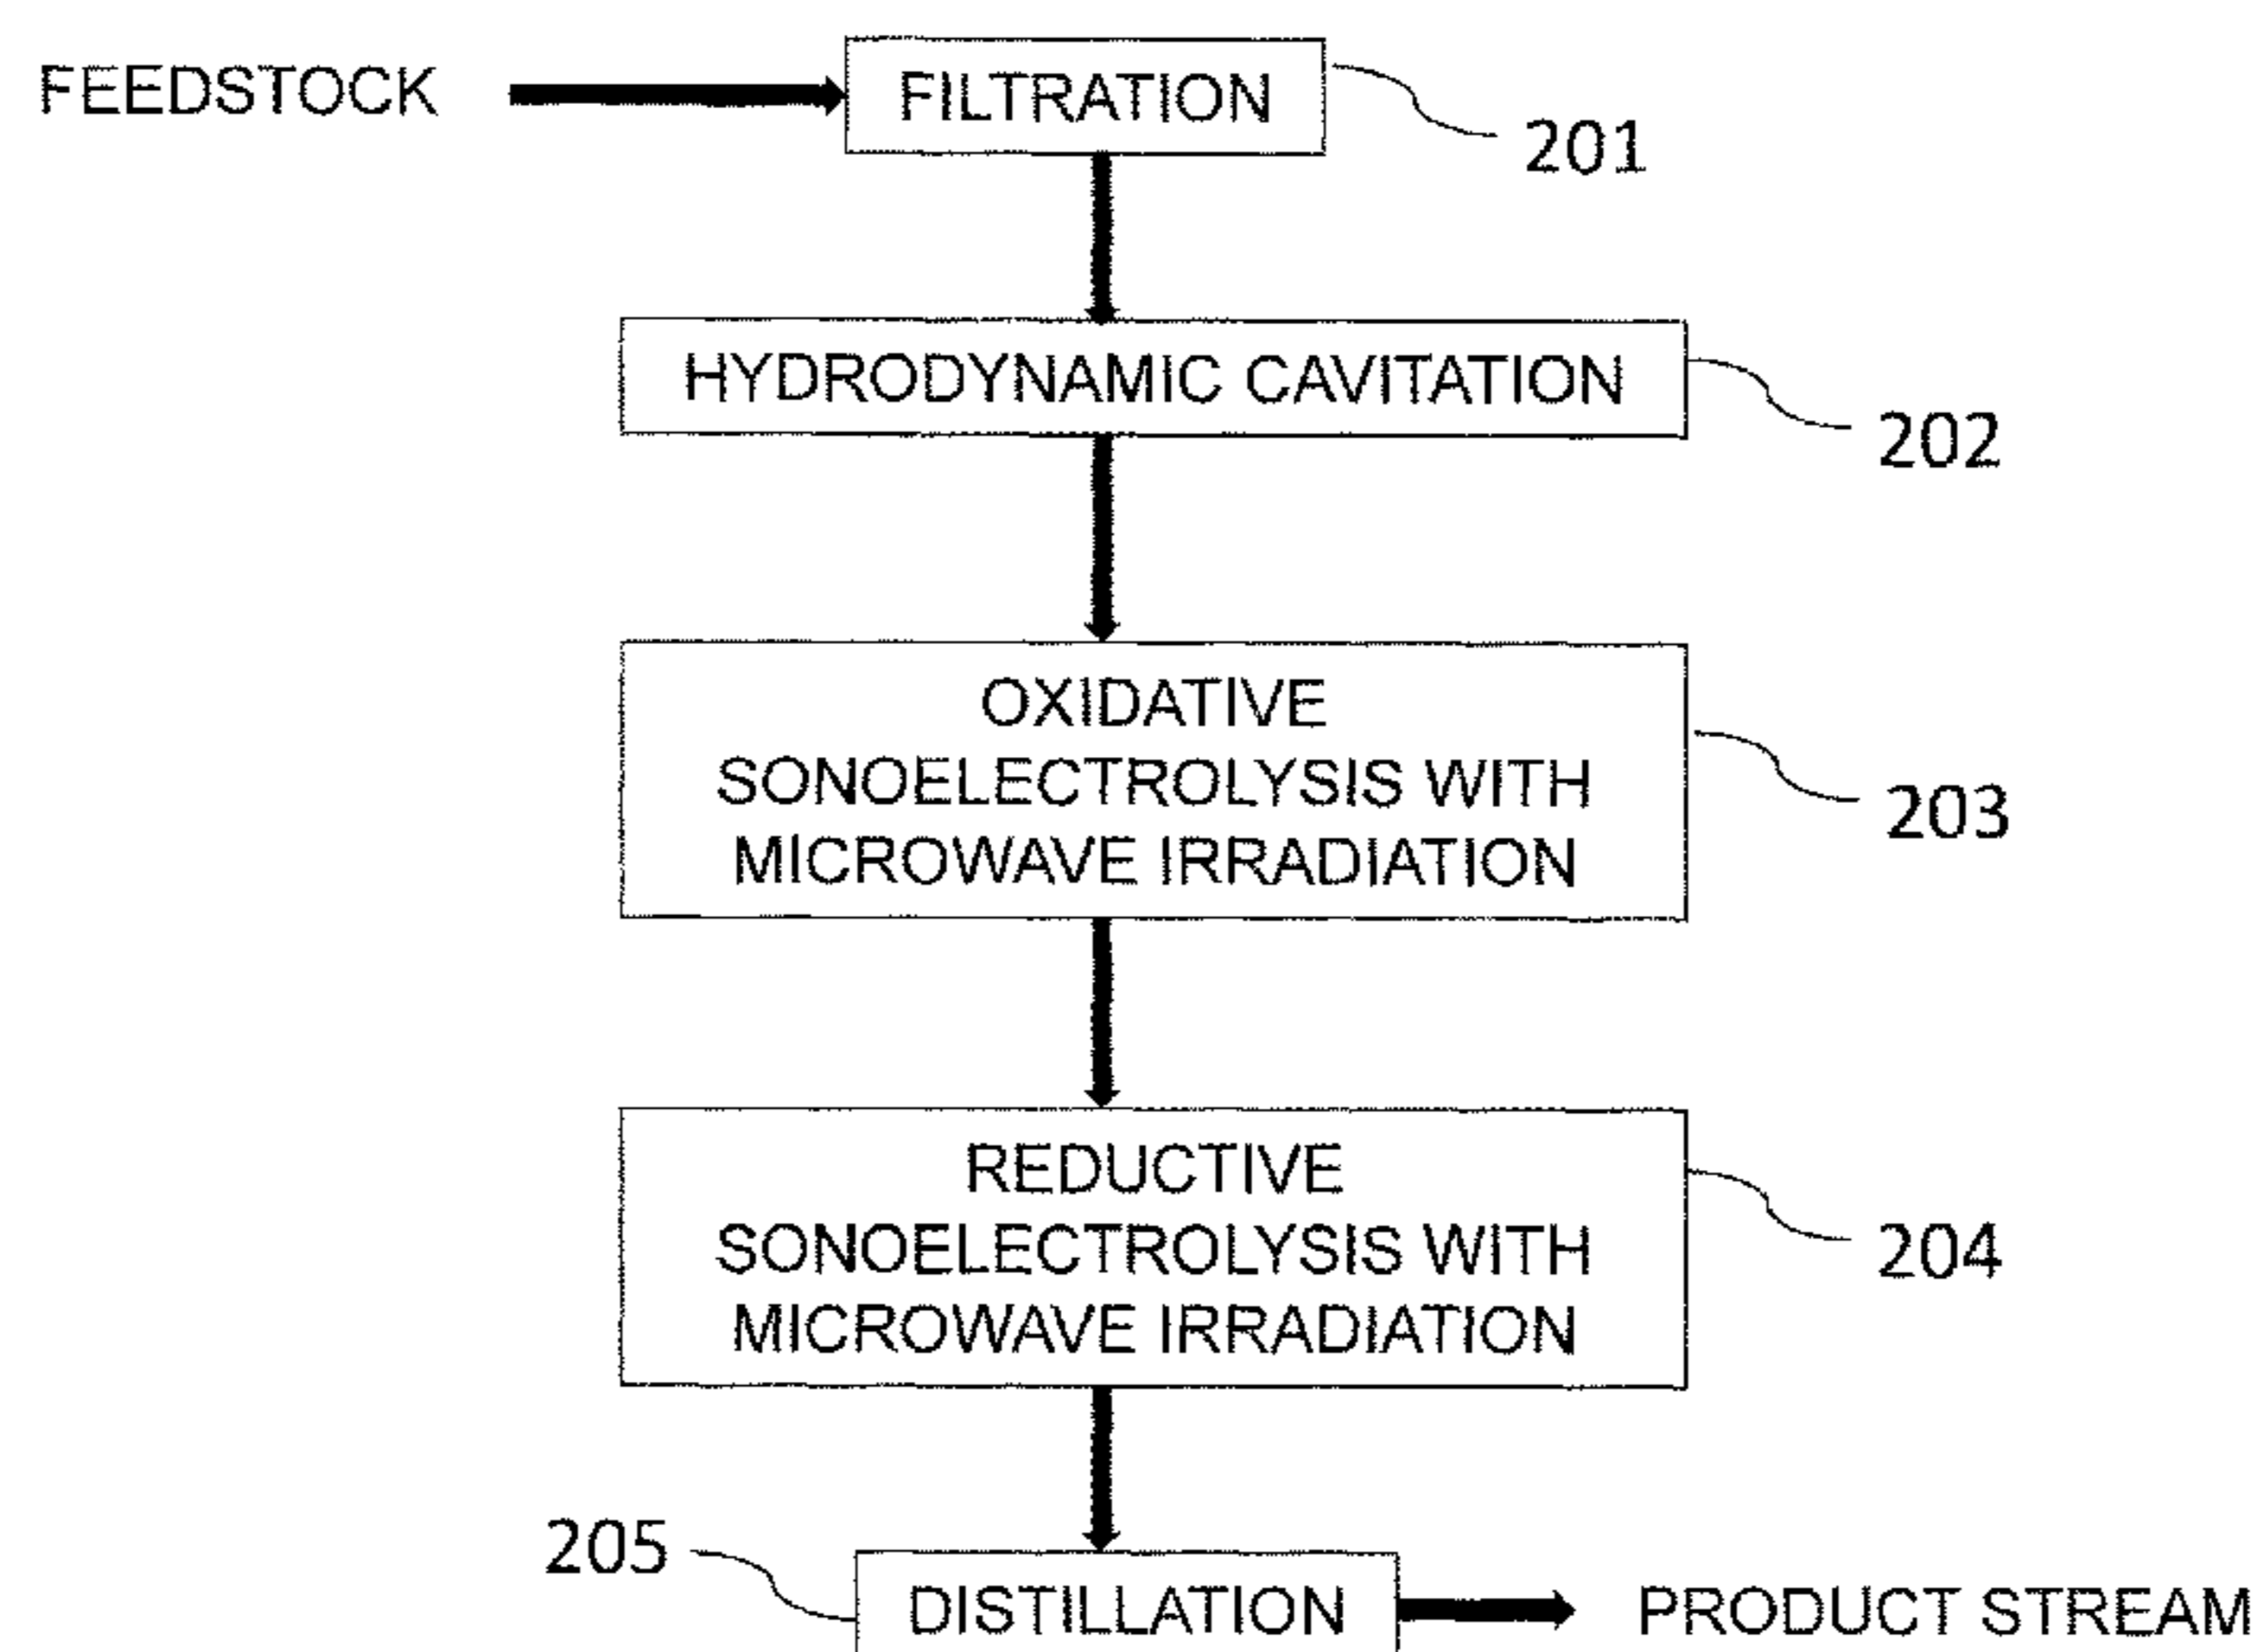 FEEDSTOCK
FILTRATION
201
HYDRODYNAMIC CAVITATION
202
OXIDATIVE
SONOELECTROLYSIS WITH
MICROWAVE IRRADIATION
203
REDUCTIVE
SONOELECTROLYSIS WITH
MICROWAVE IRRADIATION
204
205
DISTILLATION
PRODUCT STREAM